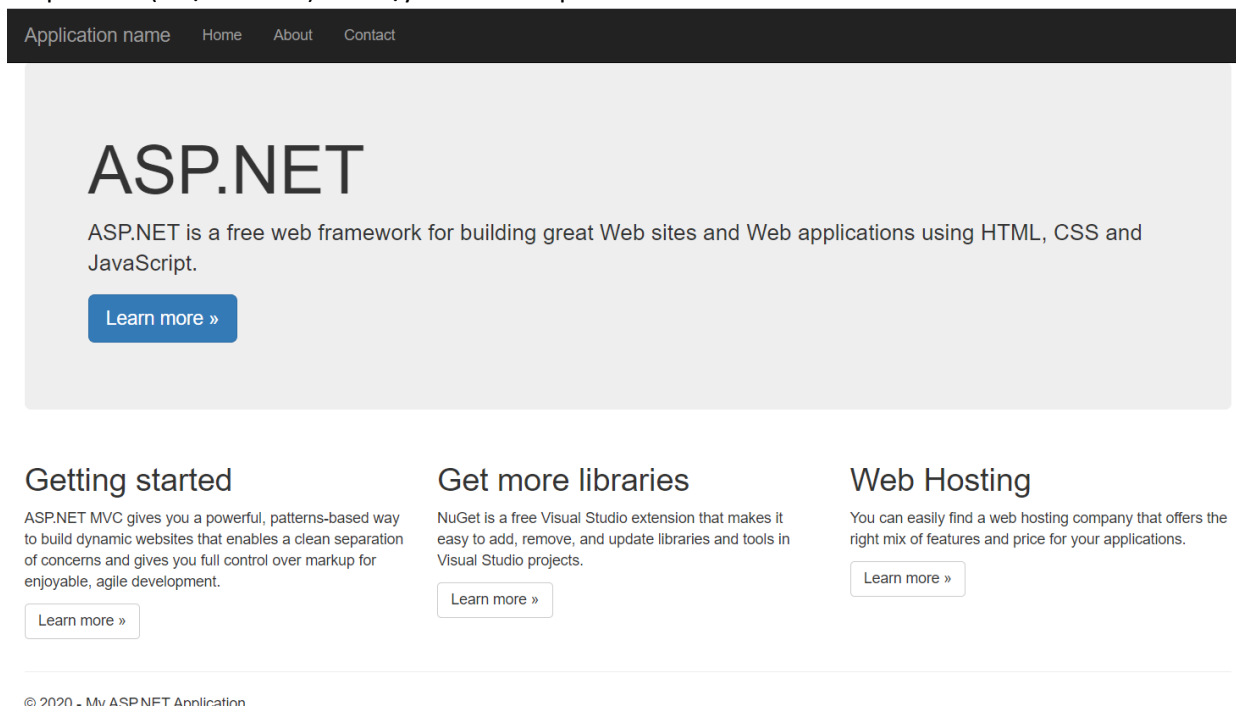 Application name Home About Contact
ASP.NET
ASP.NET is a free web framework for building great Web sites and Web applications using HTML, CSS and
JavaScript.
Learn more »
Getting started
ASP.NET MVC gives you a powerful, patterns-based way
to build dynamic websites that enables a clean separation
of concerns and gives you full control over markup for
enjoyable, agile development.
Learn more »
Get more libraries
NuGet is a free Visual Studio extension that makes it
easy to add, remove, and update libraries and tools in
Visual Studio projects.
Learn more »
Web Hosting
You can easily find a web hosting company that offers the
right mix of features and price for your applications.
Learn more »
© 2020 - My ASP.NET Application